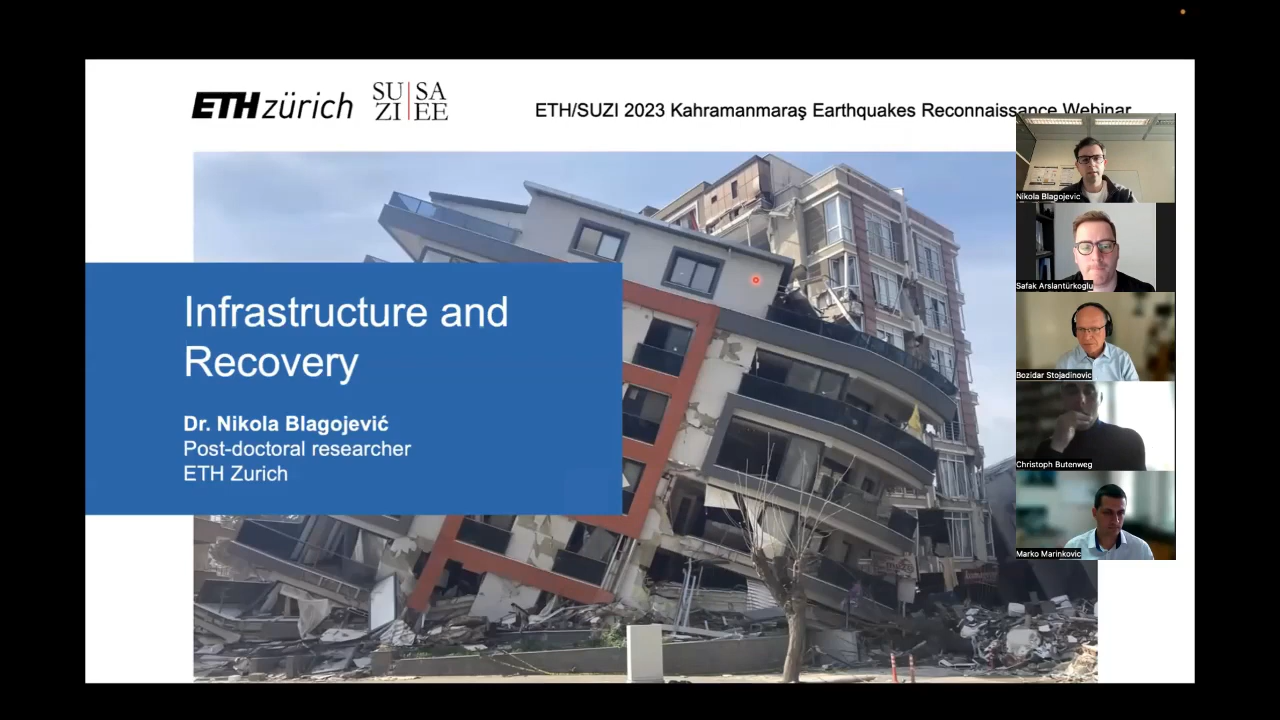 ETH zürich
SU SA
ZI EE
ETH/SUZI 2023 Kahramanmaraş Earthquakes Reconnaissance Webinar
Infrastructure and
Recovery
Dr. Nikola Blagojević
Post-doctoral researcher
ETH Zurich
Nikola Blagojevic
Safak Arslantürkoglu
Bozidar Stojadinovic
Christoph Butenweg
Marko Marinkovic